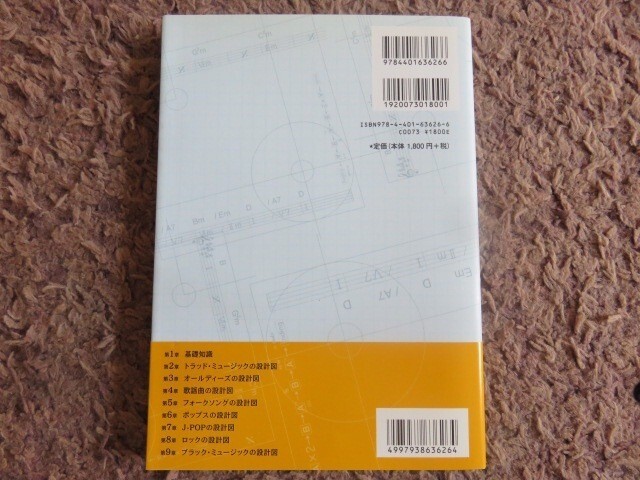 9784401636266
1920073018001
ISBN978-4-401-63626-6
C0073 ¥1800E
*定価(本体1,800円+税)
A7 Bm /Em D /A7 D
Em /Em I V7 I
D /A7 D
第1章 基礎知識
第2章 トラッド・ミュージックの設計図
第3章 オールディーズの設計図
第4章 歌謡曲の設計図
第5章 フォークソングの設計図
第6章 ポップスの設計図
第7章 J-POPの設計図
第8章 ロックの設計図
第9章 ブラック・ミュージックの設計図
4997938636264